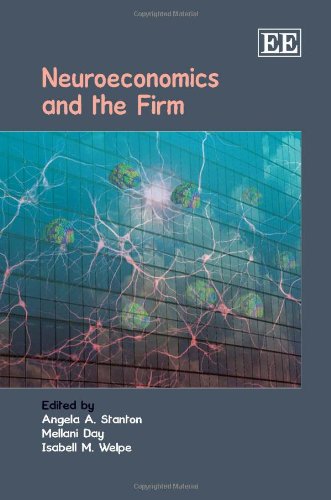 EE
Neuroeconomics
and the Firm
Edited by
Angela A. Stanton
Mellani Day
Isabell M. Welpe